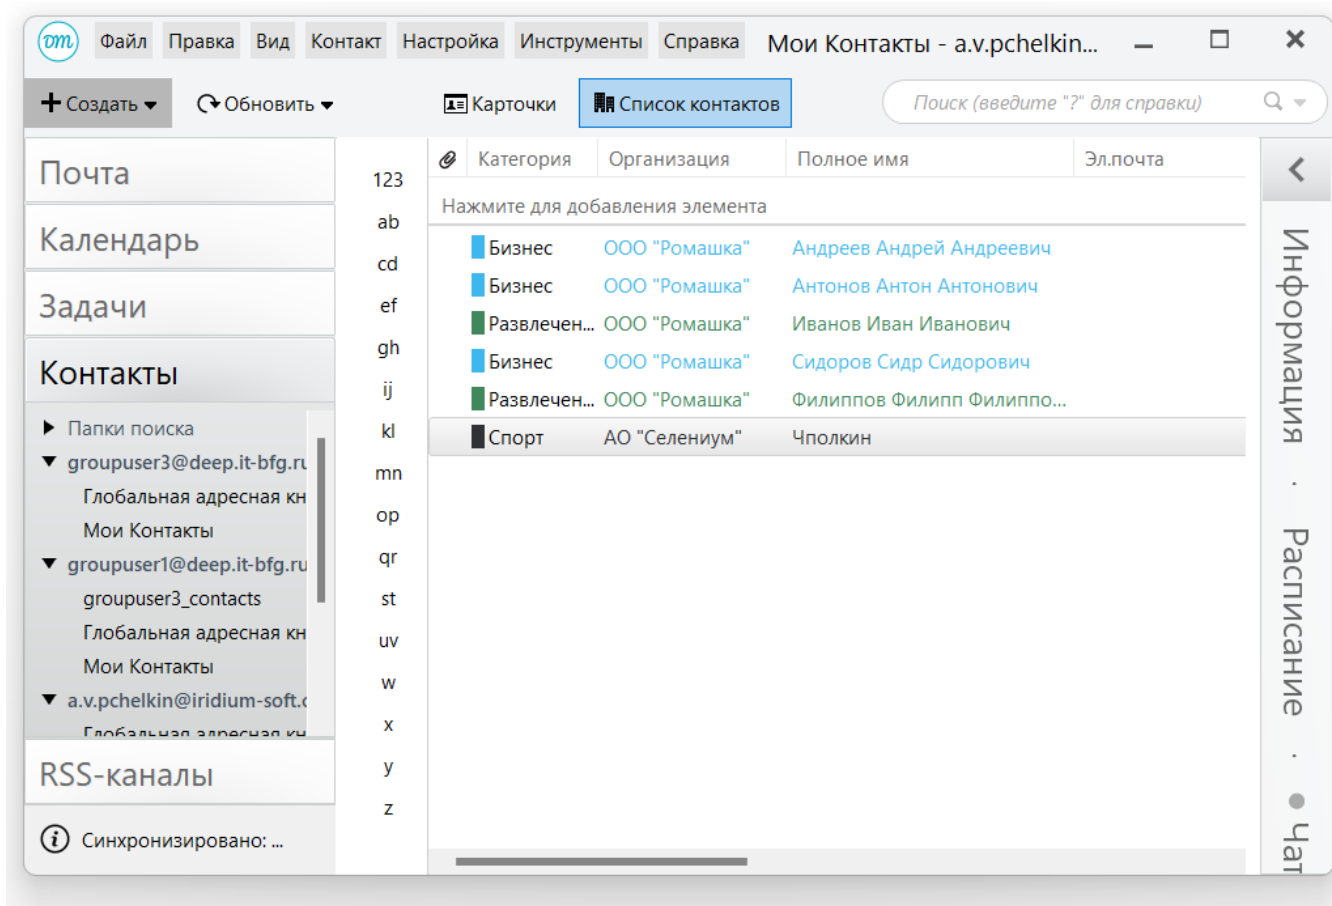 Файл Правка Вид Контакт Настройка Инструменты Справка Мои Контакты - a.v.pchelkin...
Создать Обновить Карточки Список контактов Поиск (введите "?" для справки)
Почта
Календарь
Задачи
Контакты
Папки поиска
groupuser3@deep.it-bfg.ru
Глобальная адресная кн
Мои Контакты
groupuser1@deep.it-bfg.ru
groupuser3_contacts
Глобальная адресная кн
Мои Контакты
a.v.pchelkin@iridium-soft.c
Глобальная адресная кн
RSS-каналы
Синхронизировано: ...
123
ab
cd
ef
gh
ij
kl
mn
op
qr
st
uv
w
x
y
z
Категория Организация Полное имя Эл.почта
Нажмите для добавления элемента
Бизнес ООО "Ромашка" Андреев Андрей Андреевич
Бизнес ООО "Ромашка" Антонов Антон Антонович
Развлечен... ООО "Ромашка" Иванов Иван Иванович
Бизнес ООО "Ромашка" Сидоров Сидр Сидорович
Развлечен... ООО "Ромашка" Филиппов Филипп Филиппо...
Спорт АО "Селениум" Чполкин
Информация · Расписание · Чат